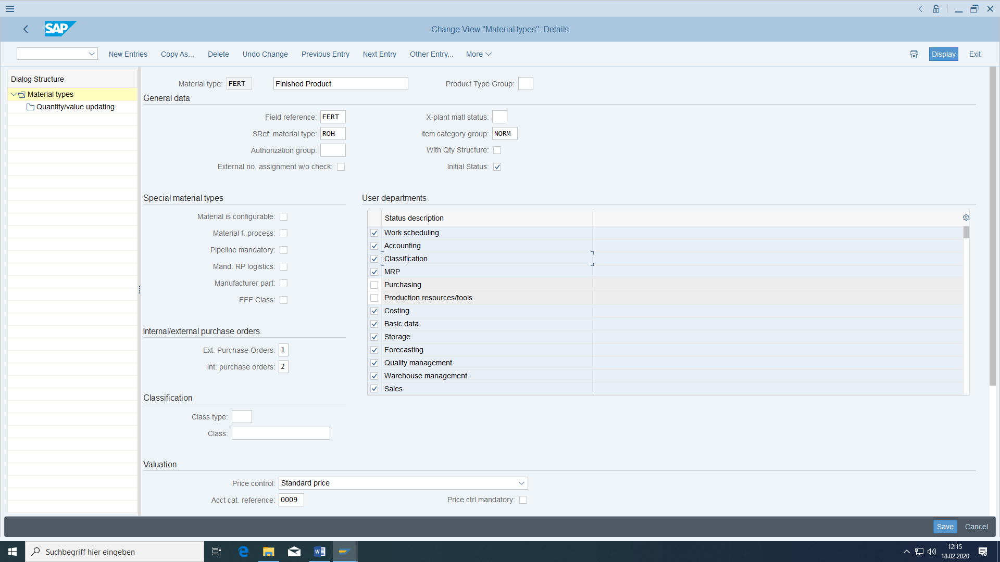 SAP
Change View "Material types": Details
New Entries Copy As... Delete Undo Change Previous Entry Next Entry Other Entry... More Display Exit
Dialog Structure
Material types
Quantity/value updating
Material type: FERT Finished Product Product Type Group:
General data
Field reference: FERT X-plant matl status:
SRef: material type: ROH Item category group: NORM
Authorization group: With Qty Structure:
External no. assignment w/o check: Initial Status:
Special material types
Material is configurable:
Material f. process:
Pipeline mandatory:
Mand. RP logistics:
Manufacturer part:
FFF Class:
User departments
Status description
Work scheduling
Accounting
Classification
MRP
Purchasing
Production resources/tools
Costing
Basic data
Storage
Forecasting
Quality management
Warehouse management
Sales
Internal/external purchase orders
Ext. Purchase Orders: 1
Int. purchase orders: 2
Classification
Class type:
Class:
Valuation
Price control: Standard price
Acct cat. reference: 0009 Price ctrl mandatory:
Save Cancel
Suchbegriff hier eingeben
12:15
18.02.2020